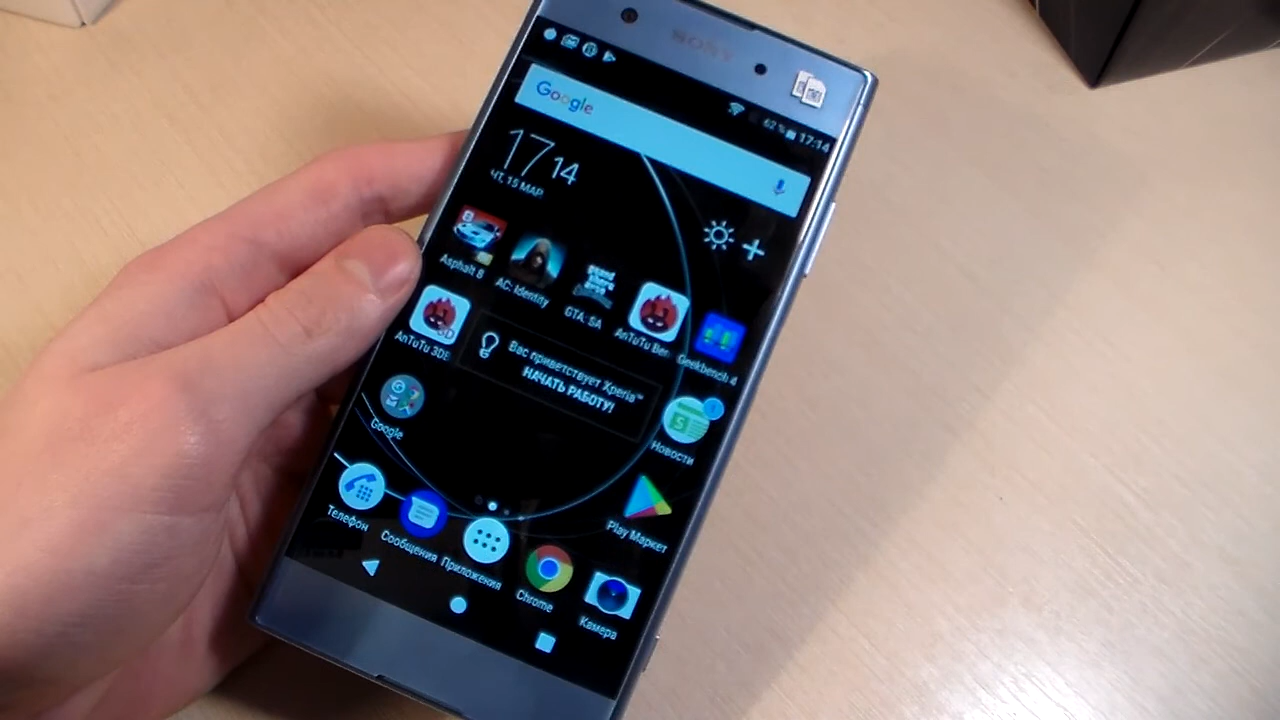 SONY
62 % 17:14
Google
17 14
ЧТ, 15 МАР.
Asphalt 8
AC: Identity
GTA: SA
AnTuTu Ben
Geekbench 4
AnTuTu 3DB
Вас приветствует Xperia™
НАЧАТЬ РАБОТУ!
Google
Новости
Play Маркет
Телефон
Сообщения
Приложения
Chrome
Камера